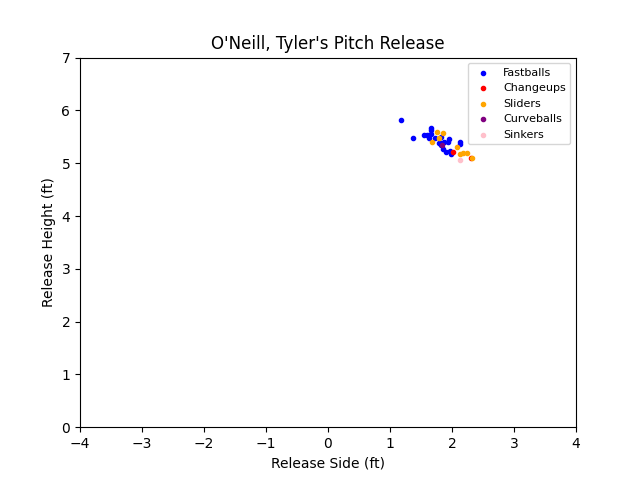 O'Neill, Tyler's Pitch Release
Release Height (ft)
7
6
5
4
3
2
1
0
Fastballs
Changeups
Sliders
Curveballs
Sinkers
−4 −3 −2 −1 0 1 2 3 4
Release Side (ft)